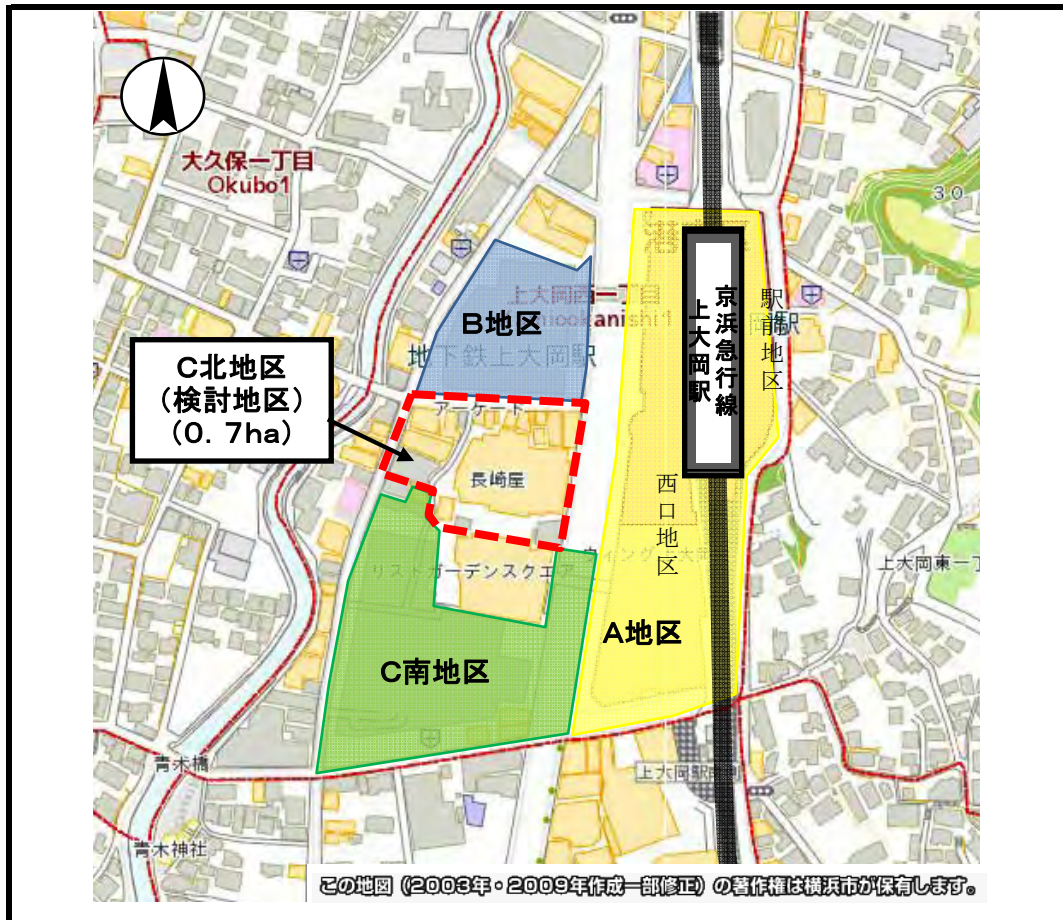 大久保一丁目
Okubo1
30
上大岡西一丁目
B地区
地下鉄上大岡駅
京浜急行線
上大岡駅
駅前地区
C北地区
(検討地区)
(0.7ha)
アーケード
長崎屋
西口地区
上大岡東一丁
A地区
C南地区
青木橋
青木神社
この地図(2003年・2009年作成一部修正)の著作権は横浜市が保有します。